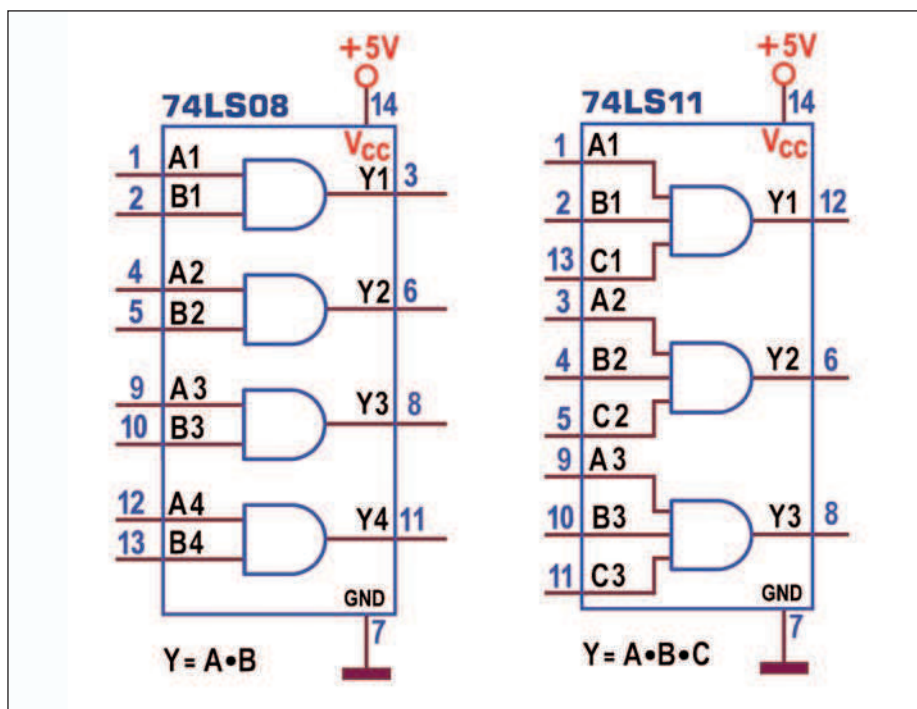 +5V
74LS08
14
VCC
1 A1
Y1 3
2 B1
4 A2
Y2 6
5 B2
9 A3
Y3 8
10 B3
12 A4
Y4 11
13 B4
GND
7
Y = A•B
+5V
74LS11
14
VCC
1 A1
2 B1
Y1 12
13 C1
3 A2
4 B2
Y2 6
5 C2
9 A3
10 B3
Y3 8
11 C3
GND
7
Y = A•B•C